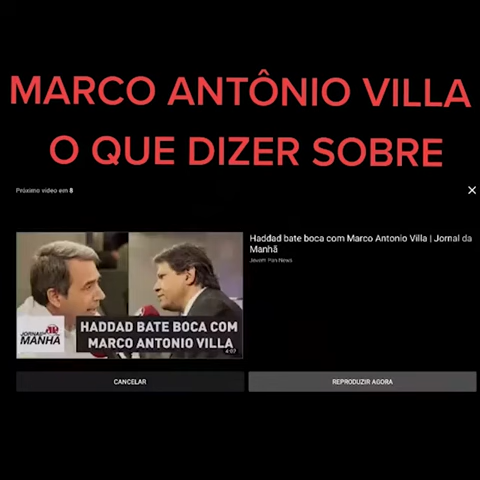 MARCO ANTÔNIO VILLA
O QUE DIZER SOBRE
Próximo vídeo em 8
Haddad bate boca com Marco Antonio Villa | Jornal da
Manhã
Jovem Pan News
JORNAL DA
MANHÃ
HADDAD BATE BOCA COM
MARCO ANTONIO VILLA
4:03
CANCELAR
REPRODUZIR AGORA